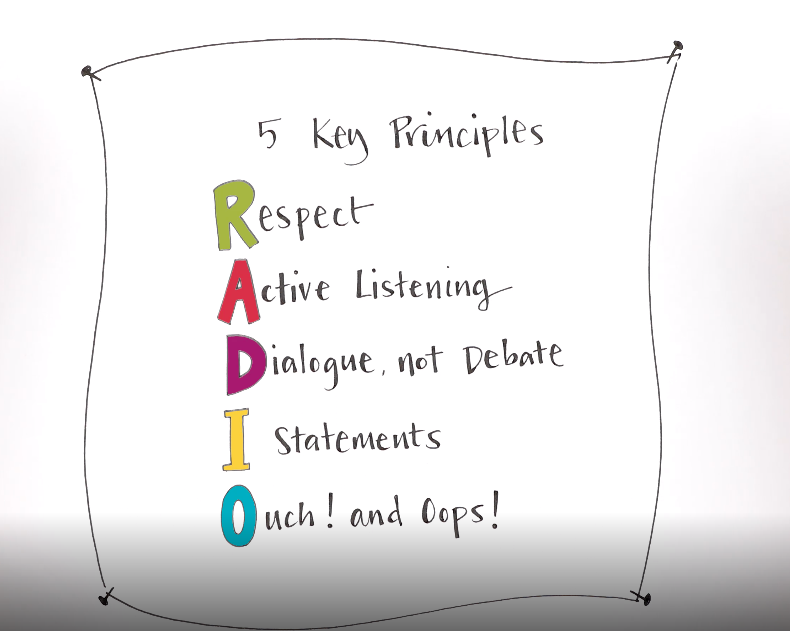 5 Key Principles
Respect
Active Listening
Dialogue, not Debate
I Statements
Ouch! and Oops!